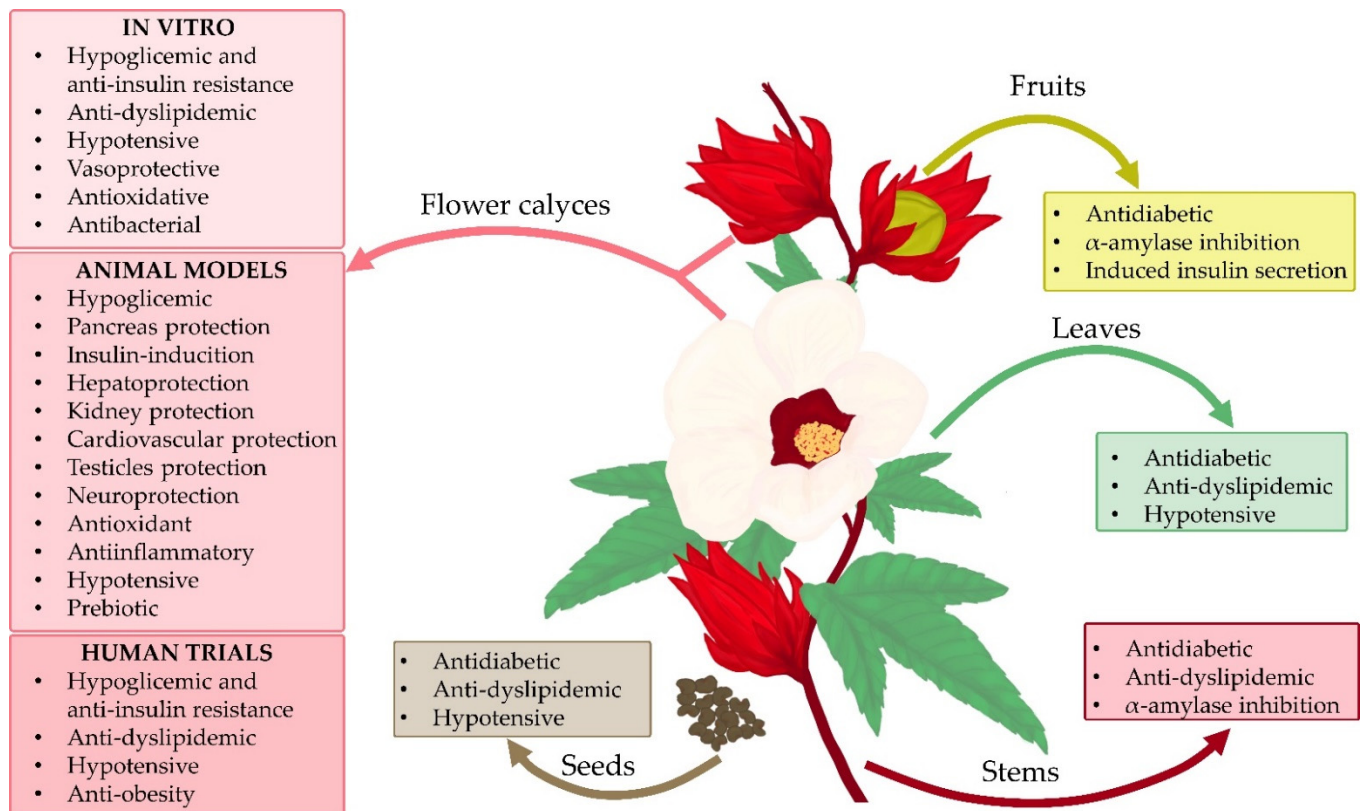 IN VITRO
• Hypoglicemic and
anti-insulin resistance
• Anti-dyslipidemic
• Hypotensive
• Vasoprotective
• Antioxidative
• Antibacterial
ANIMAL MODELS
• Hypoglicemic
• Pancreas protection
• Insulin-inducition
• Hepatoprotection
• Kidney protection
• Cardiovascular protection
• Testicles protection
• Neuroprotection
• Antioxidant
• Antiinflammatory
• Hypotensive
• Prebiotic
HUMAN TRIALS
• Hypoglicemic and
anti-insulin resistance
• Anti-dyslipidemic
• Hypotensive
• Anti-obesity
Flower calyces
Fruits
• Antidiabetic
• α-amylase inhibition
• Induced insulin secretion
Leaves
• Antidiabetic
• Anti-dyslipidemic
• Hypotensive
• Antidiabetic
• Anti-dyslipidemic
• Hypotensive
Seeds
• Antidiabetic
• Anti-dyslipidemic
• α-amylase inhibition
Stems